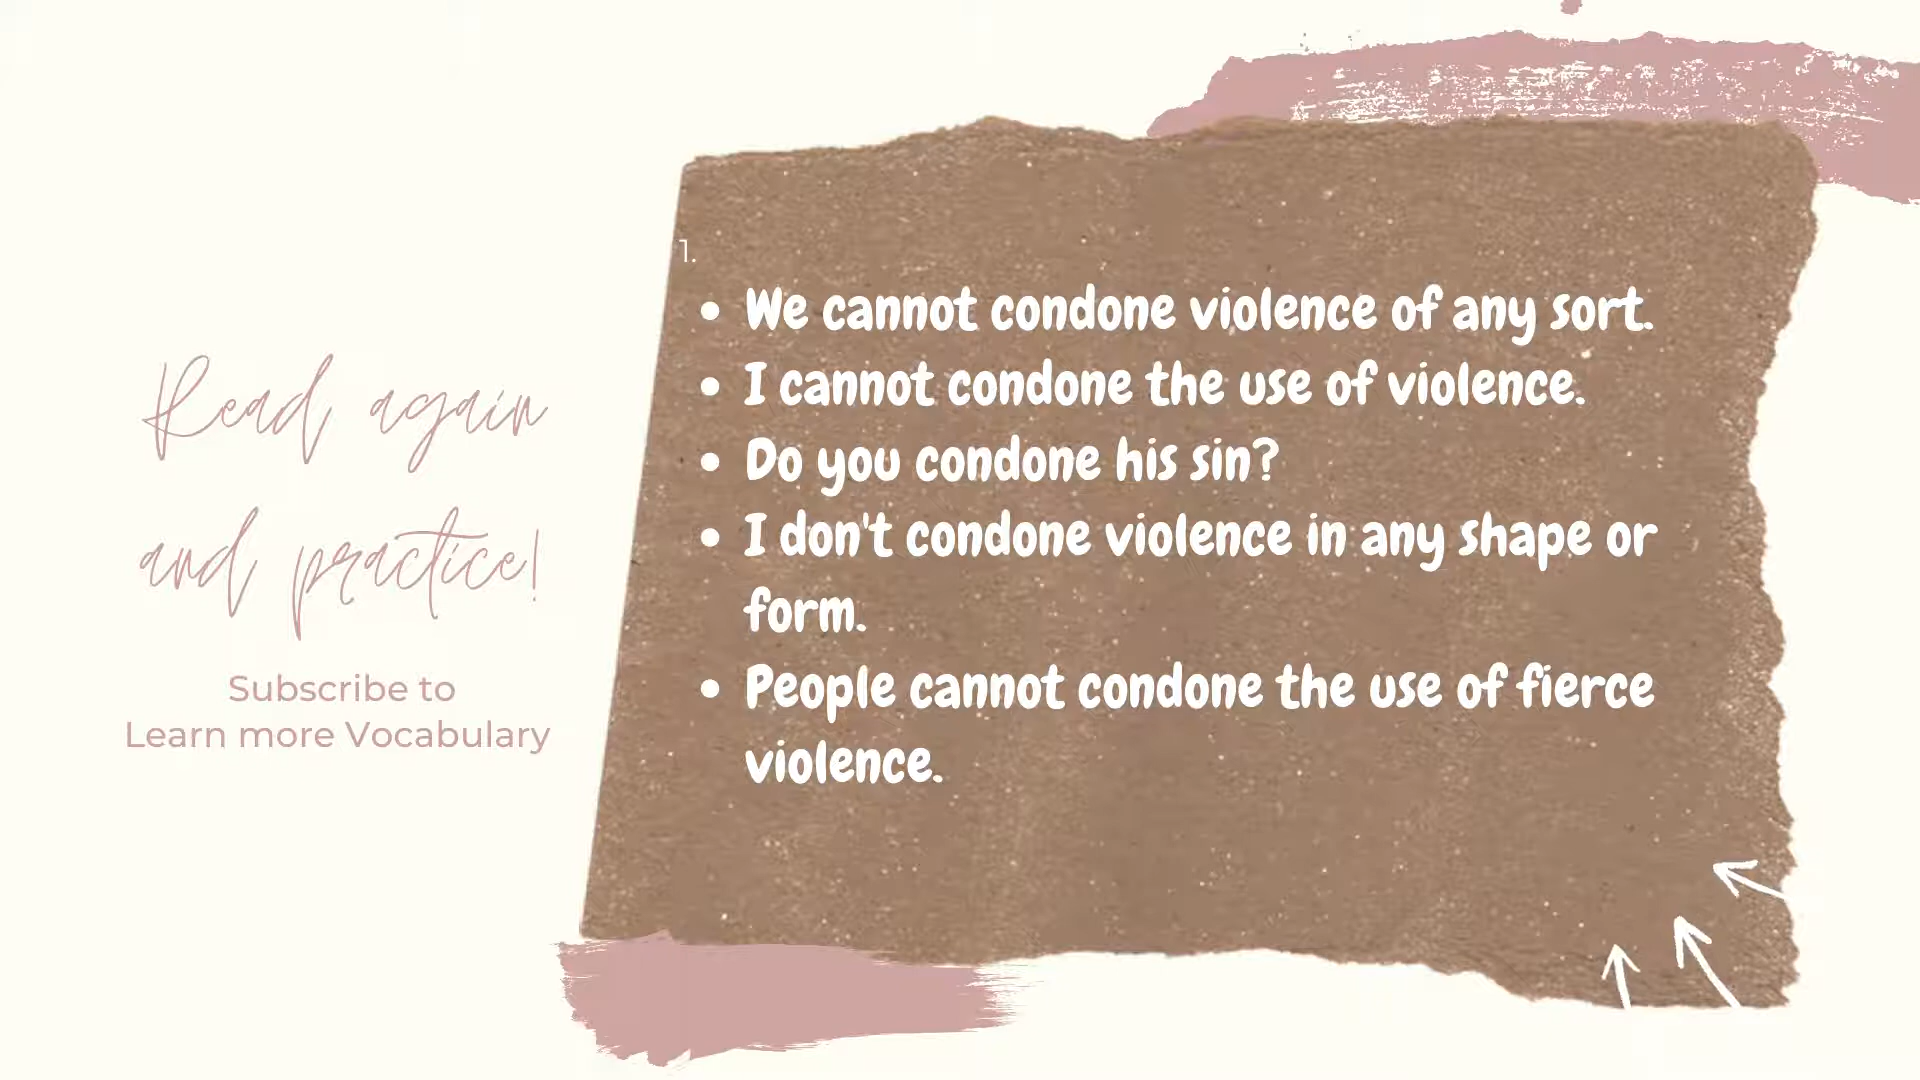 Read again
and practice!
Subscribe to
Learn more Vocabulary
1.
• We cannot condone violence of any sort.
• I cannot condone the use of violence.
• Do you condone his sin?
• I don't condone violence in any shape or
form.
• People cannot condone the use of fierce
violence.